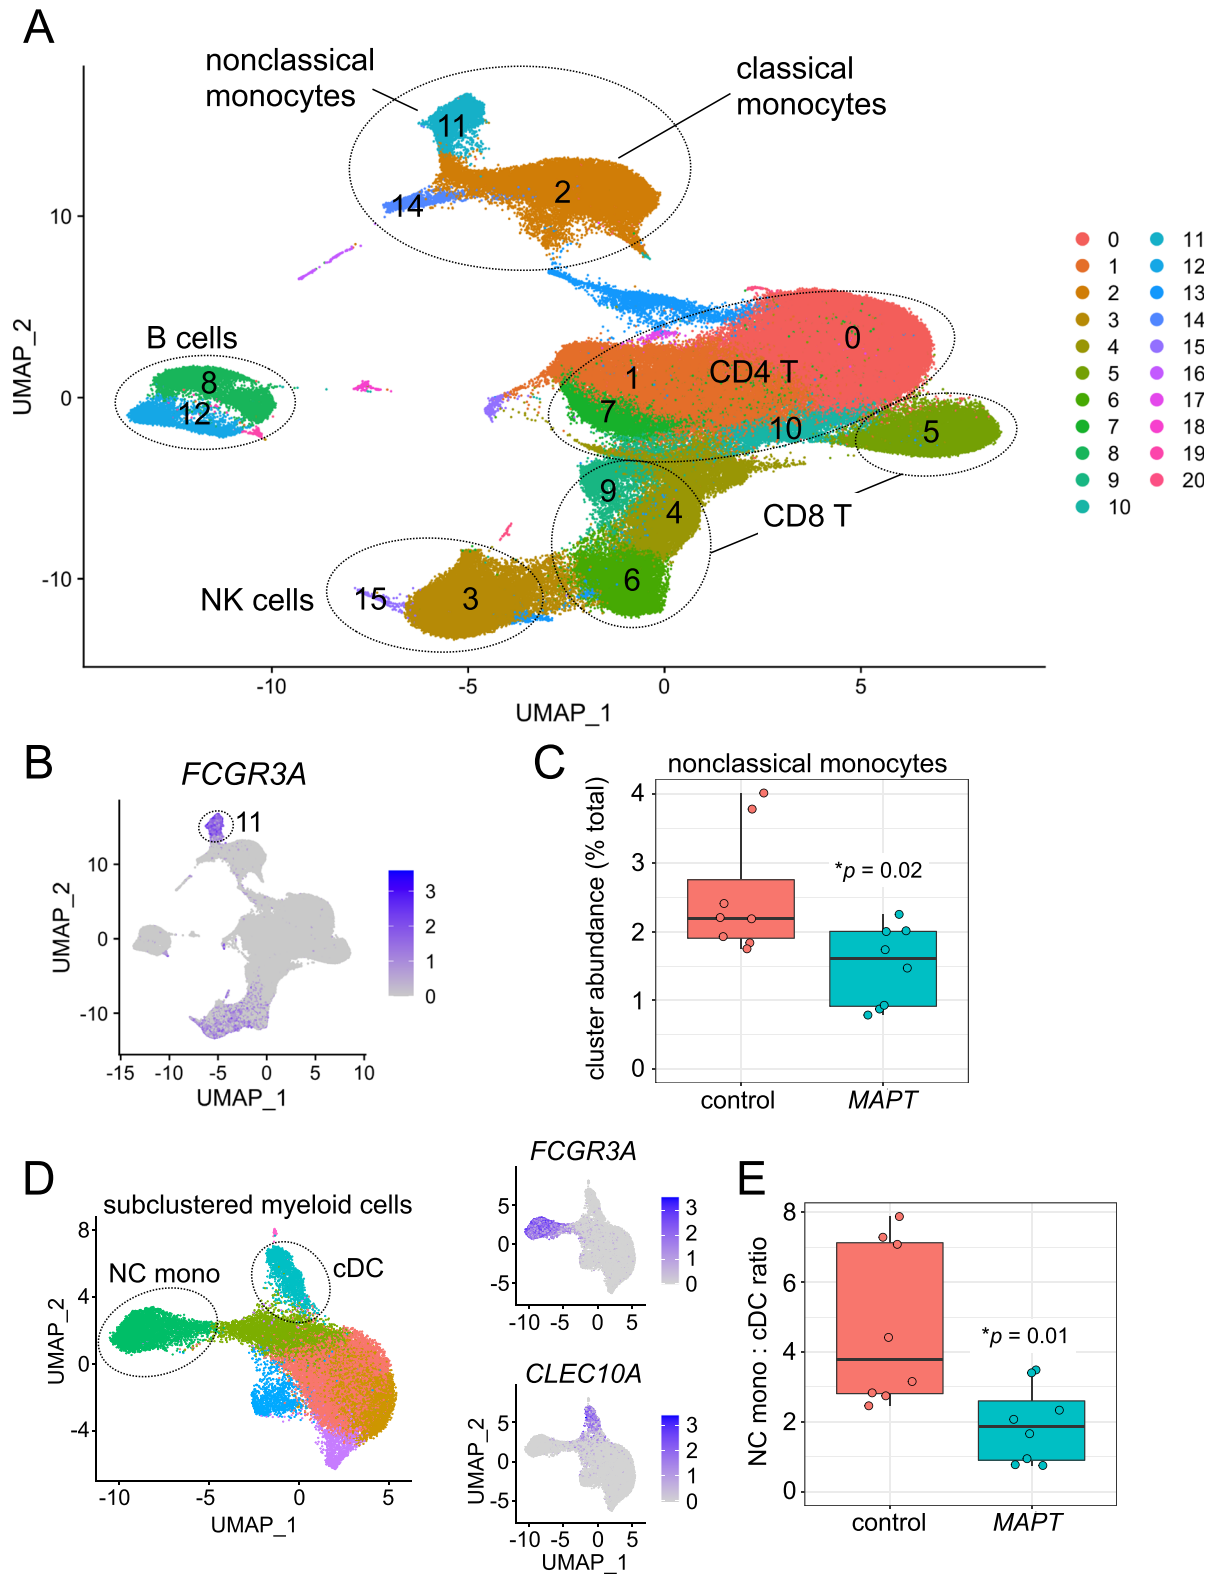 A
nonclassical
monocytes
classical
monocytes
11
2
14
10
0
-10
UMAP_2
B cells
8
12
0
1
CD4 T
7
10
5
9
4
CD8 T
6
NK cells
15
3
-10
-5
0
5
UMAP_1
0
1
2
3
4
5
6
7
8
9
10
11
12
13
14
15
16
17
18
19
20
B
FCGR3A
11
10
0
-10
UMAP_2
-15
-10
-5
0
5
10
UMAP_1
3
2
1
0
C
nonclassical monocytes
cluster abundance (% total)
4
3
2
1
0
*p = 0.02
control
MAPT
D
subclustered myeloid cells
NC mono
cDC
8
4
0
-4
UMAP_2
-10
-5
0
5
UMAP_1
FCGR3A
5
0
-5
-10
-5
0
5
3
2
1
0
CLEC10A
5
0
-5
UMAP_2
-10
-5
0
5
UMAP_1
3
2
1
0
E
NC mono : cDC ratio
8
6
4
2
0
*p = 0.01
control
MAPT